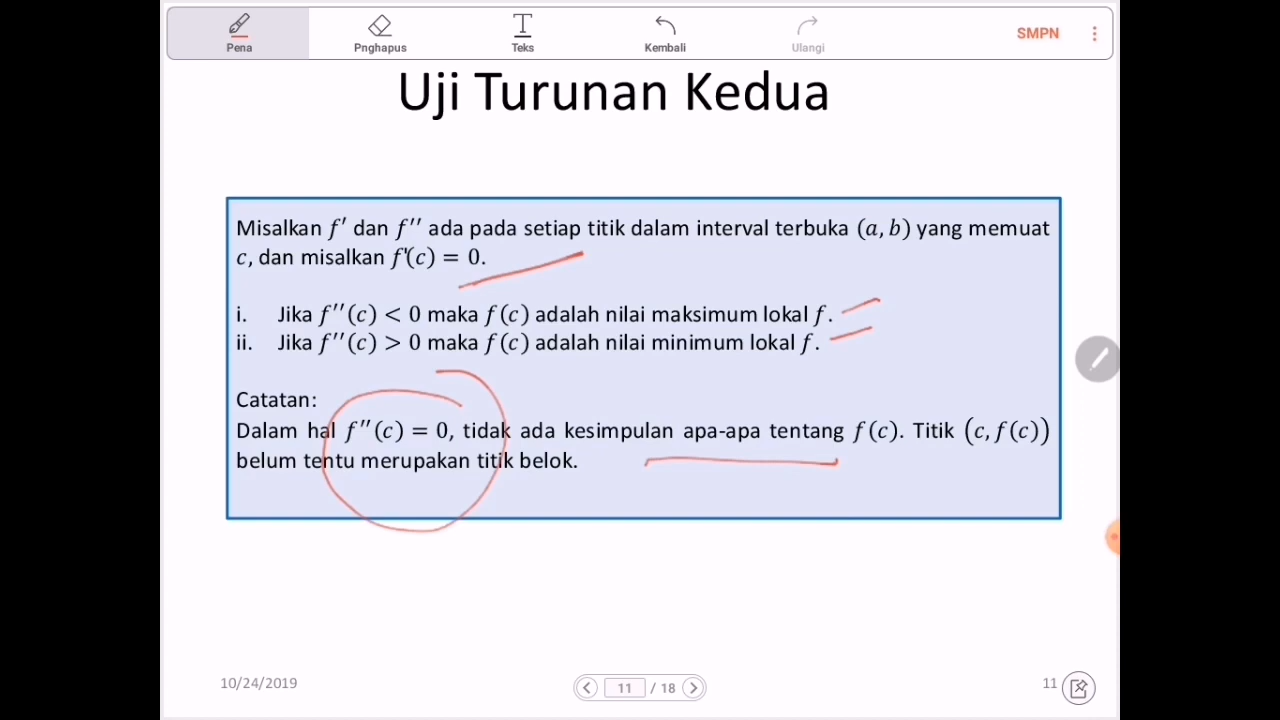 Pena
Pnghapus
Teks
Kembali
Ulangi
SMPN
Uji Turunan Kedua
Misalkan f′ dan f′′ ada pada setiap titik dalam interval terbuka (a, b) yang memuat
c, dan misalkan f'(c) = 0.
i. Jika f′′(c) < 0 maka f(c) adalah nilai maksimum lokal f.
ii. Jika f′′(c) > 0 maka f(c) adalah nilai minimum lokal f.
Catatan:
Dalam hal f′′(c) = 0, tidak ada kesimpulan apa-apa tentang f(c). Titik (c, f(c))
belum tentu merupakan titik belok.
10/24/2019
11 / 18
11